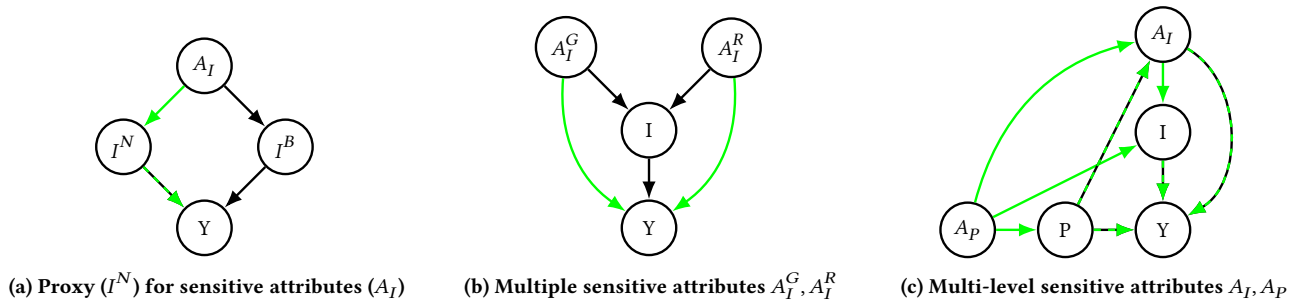 A_I
I^N
I^B
Y
(a) Proxy (I^N) for sensitive attributes (A_I)
A_I^G
A_I^R
I
Y
(b) Multiple sensitive attributes A_I^G, A_I^R
A_I
I
A_P
P
Y
(c) Multi-level sensitive attributes A_I, A_P